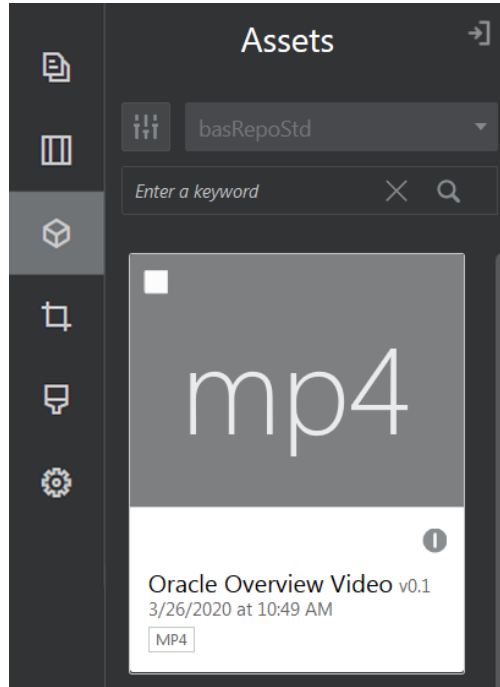 Assets
basRepoStd
Enter a keyword
mp4
Oracle Overview Video v0.1
3/26/2020 at 10:49 AM
MP4